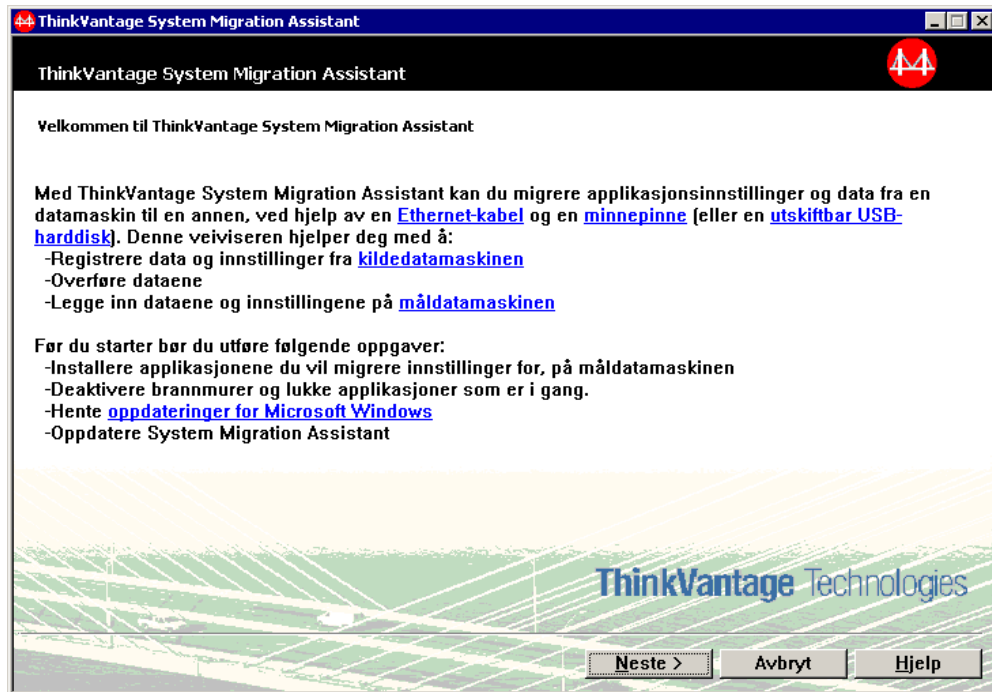 ThinkVantage System Migration Assistant
ThinkVantage System Migration Assistant
Velkommen til ThinkVantage System Migration Assistant
Med ThinkVantage System Migration Assistant kan du migrere applikasjonsinnstillinger og data fra en
datamaskin til en annen, ved hjelp av en Ethernet-kabel og en minnepinne (eller en utskiftbar USB-
harddisk). Denne veiviseren hjelper deg med å:
-Registrere data og innstillinger fra kildedatamaskinen
-Overføre dataene
-Legge inn dataene og innstillingene på måldatamaskinen
Før du starter bør du utføre følgende oppgaver:
-Installere applikasjonene du vil migrere innstillinger for, på måldatamaskinen
-Deaktivere brannmurer og lukke applikasjoner som er i gang.
-Hente oppdateringer for Microsoft Windows
-Oppdatere System Migration Assistant
ThinkVantage Technologies
Neste > Avbryt Hjelp